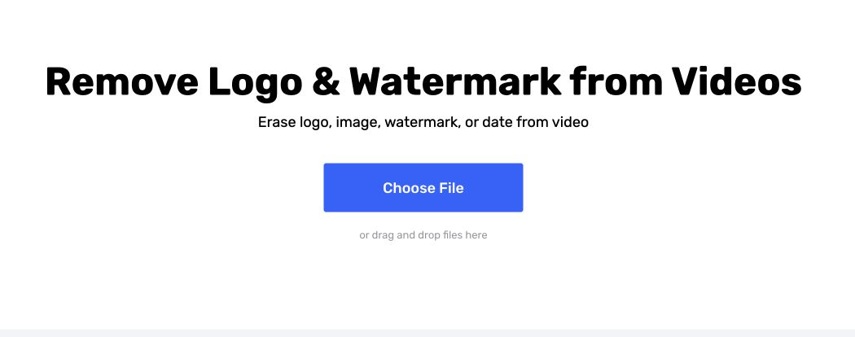 Remove Logo & Watermark from Videos
Erase logo, image, watermark, or date from video
Choose File
or drag and drop files here